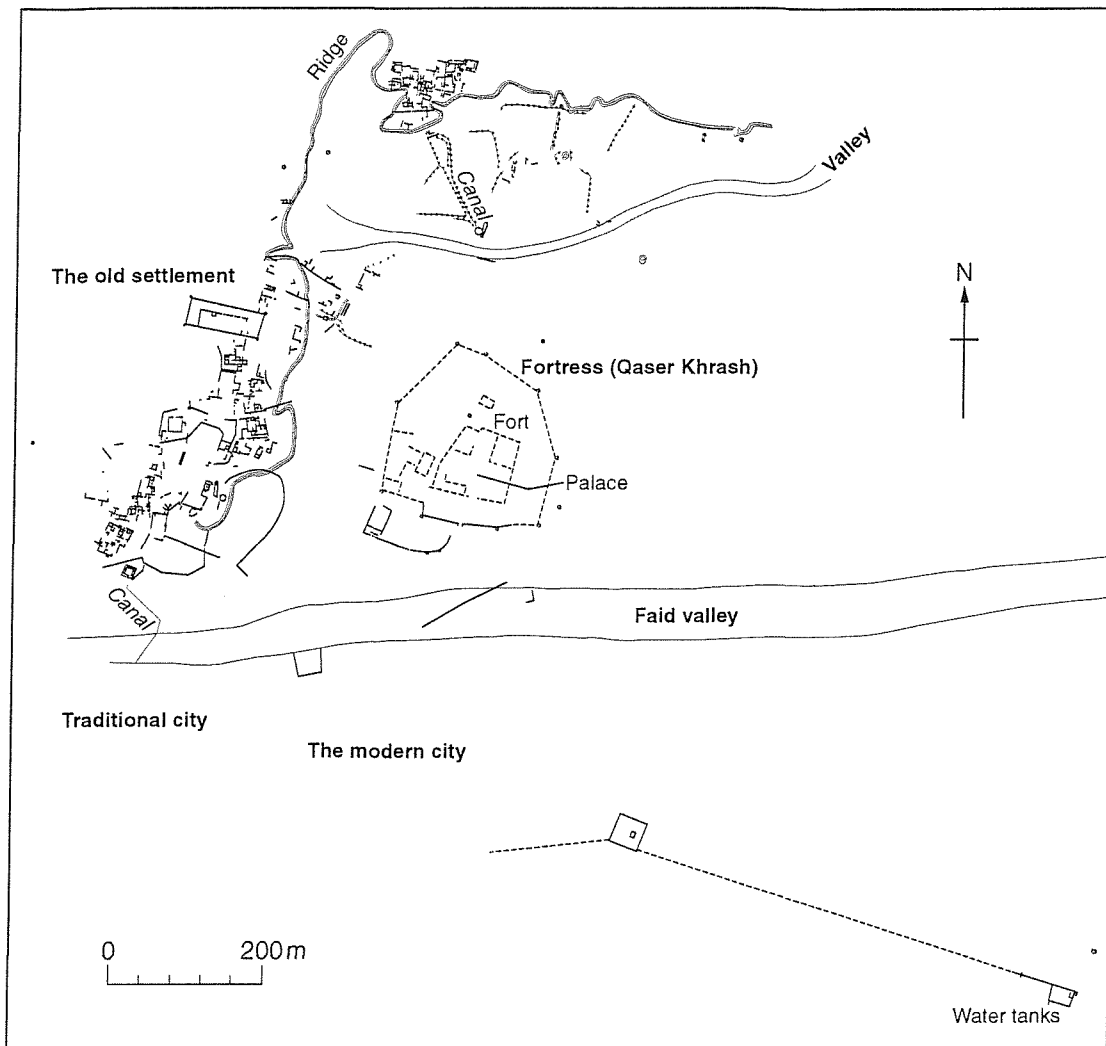 Ridge
Valley
Canal
The old settlement
N
Fortress (Qaser Khrash)
Fort
Palace
Canal
Faid valley
Traditional city
The modern city
0 200m
Water tanks